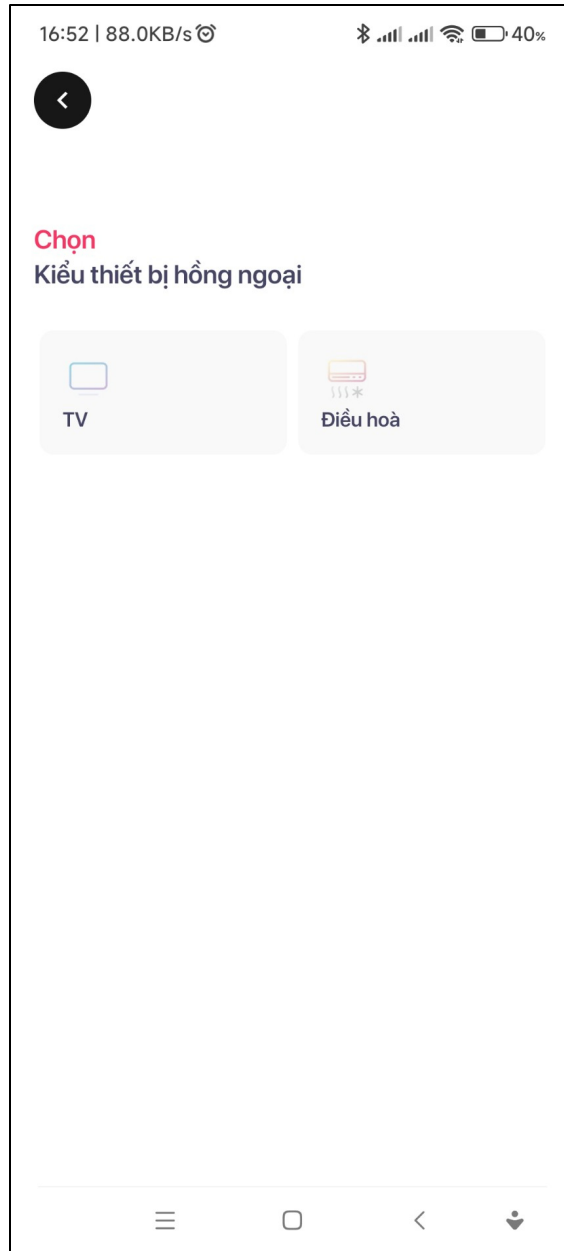 16:52 | 88.0KB/s 40%
Chọn
Kiểu thiết bị hồng ngoại
TV
Điều hoà